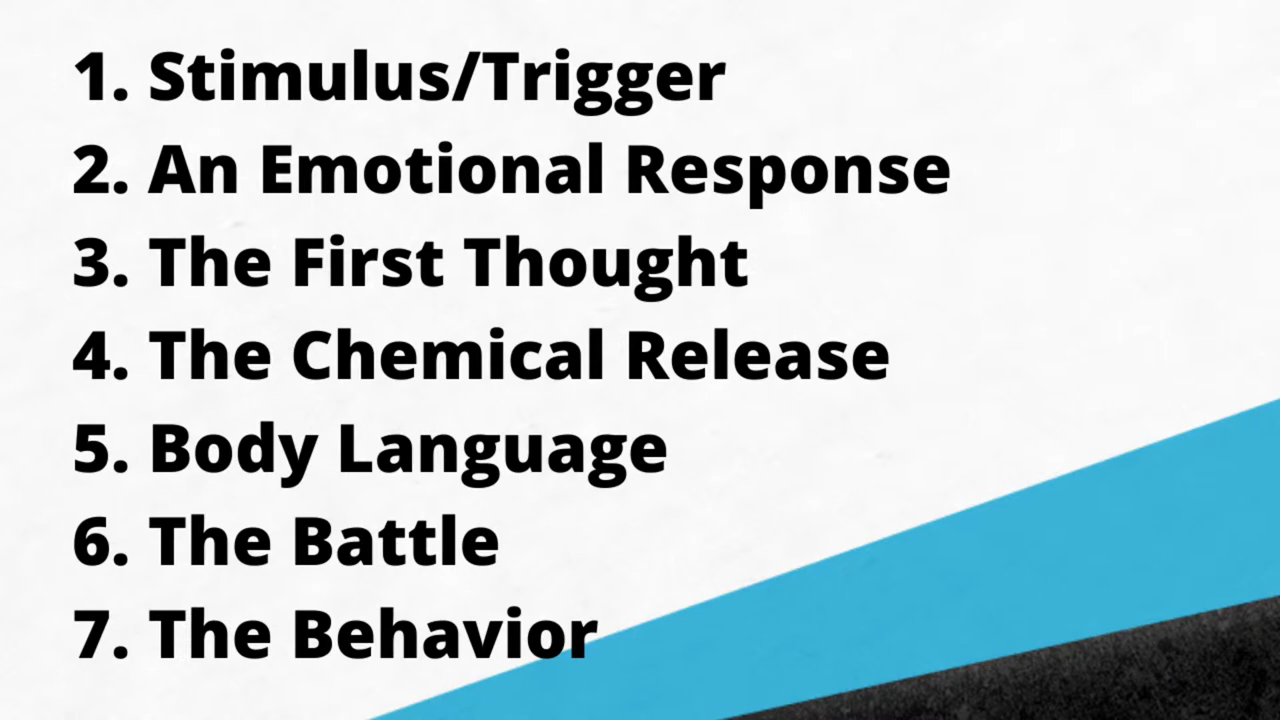 1. Stimulus/Trigger
2. An Emotional Response
3. The First Thought
4. The Chemical Release
5. Body Language
6. The Battle
7. The Behavior